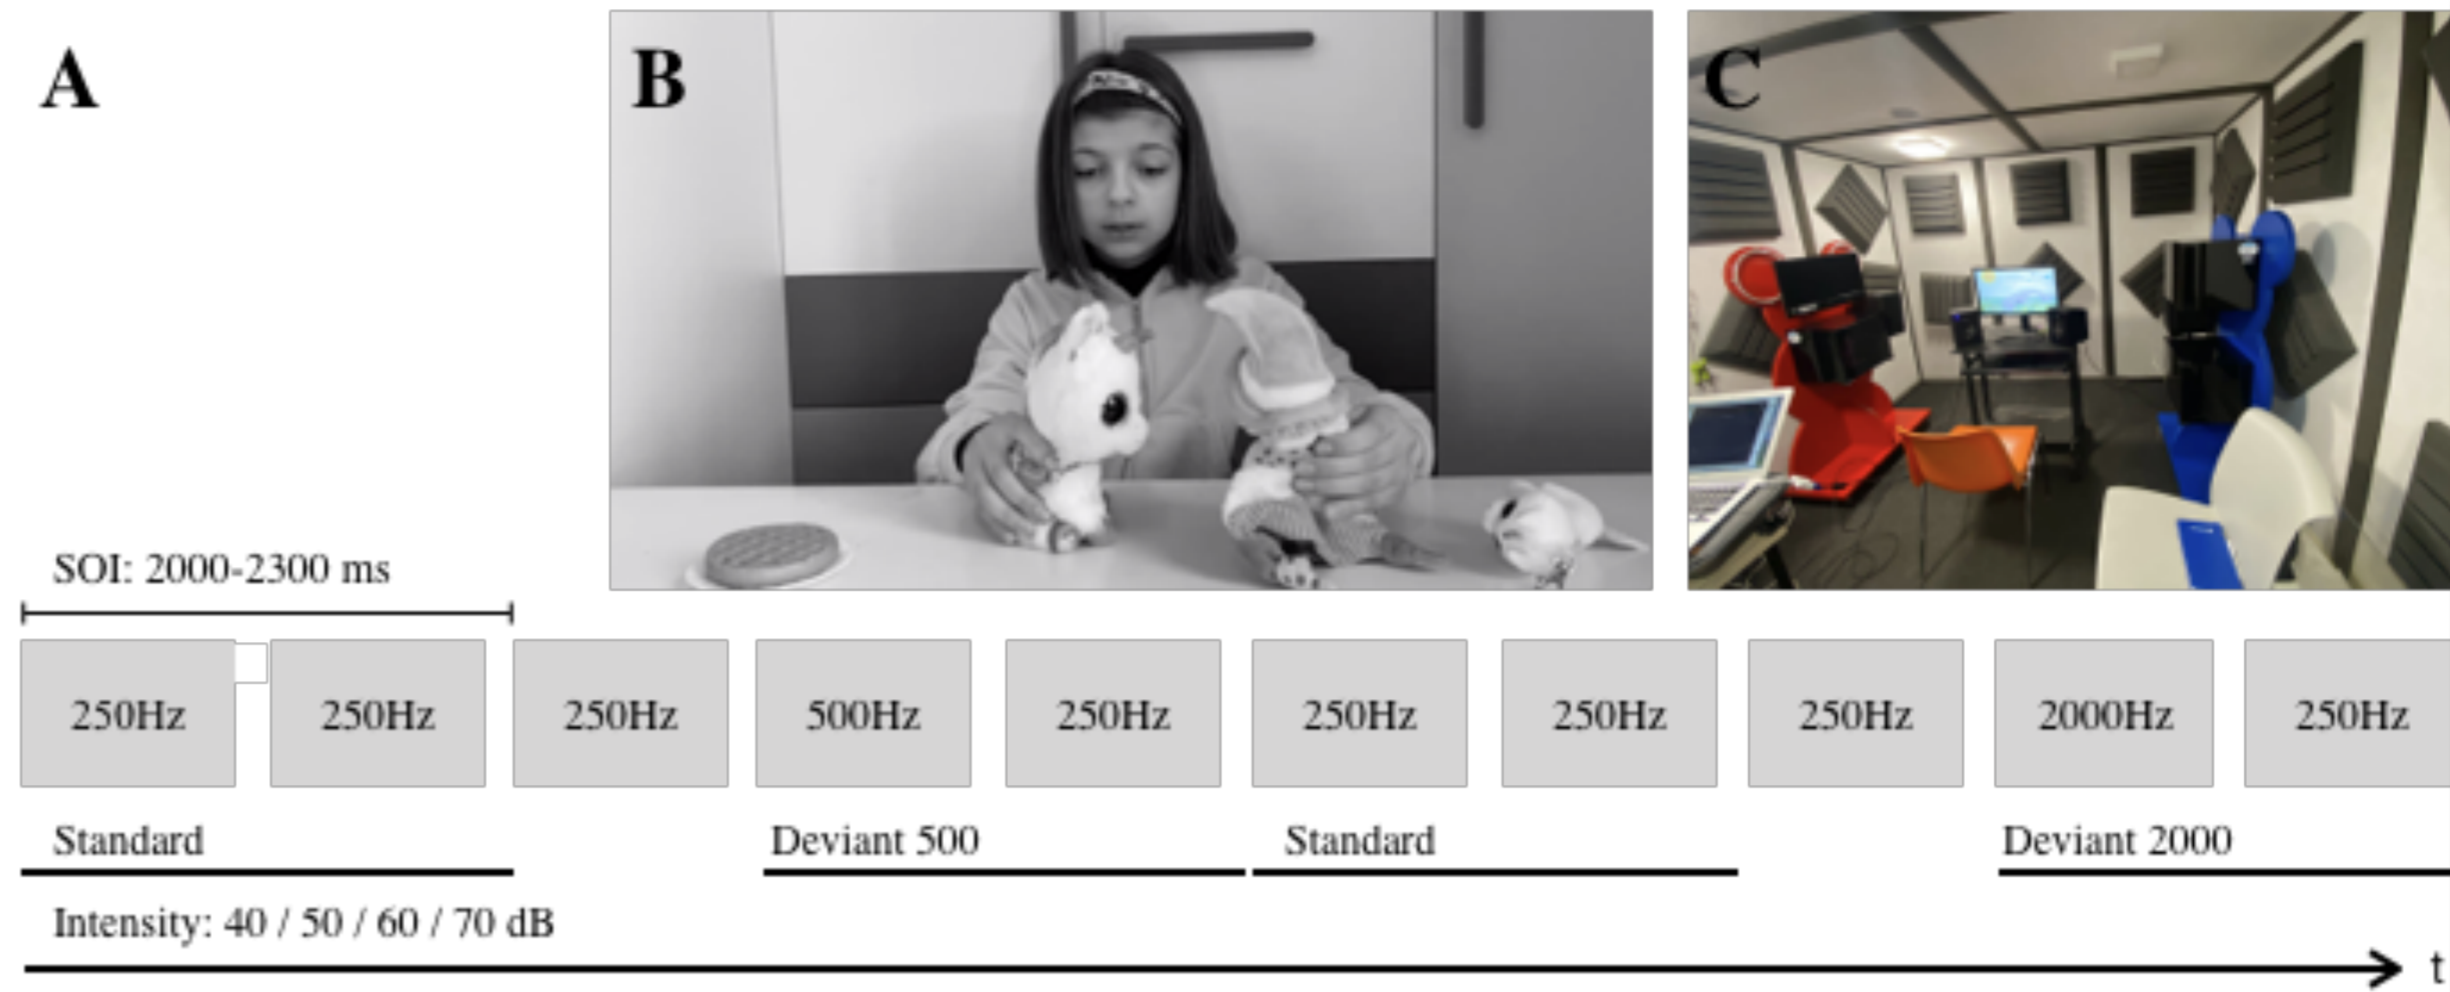 A
B
C
SOI: 2000-2300 ms
250Hz 250Hz 250Hz 500Hz 250Hz 250Hz 250Hz 250Hz 2000Hz 250Hz
Standard Deviant 500 Standard Deviant 2000
Intensity: 40 / 50 / 60 / 70 dB
t